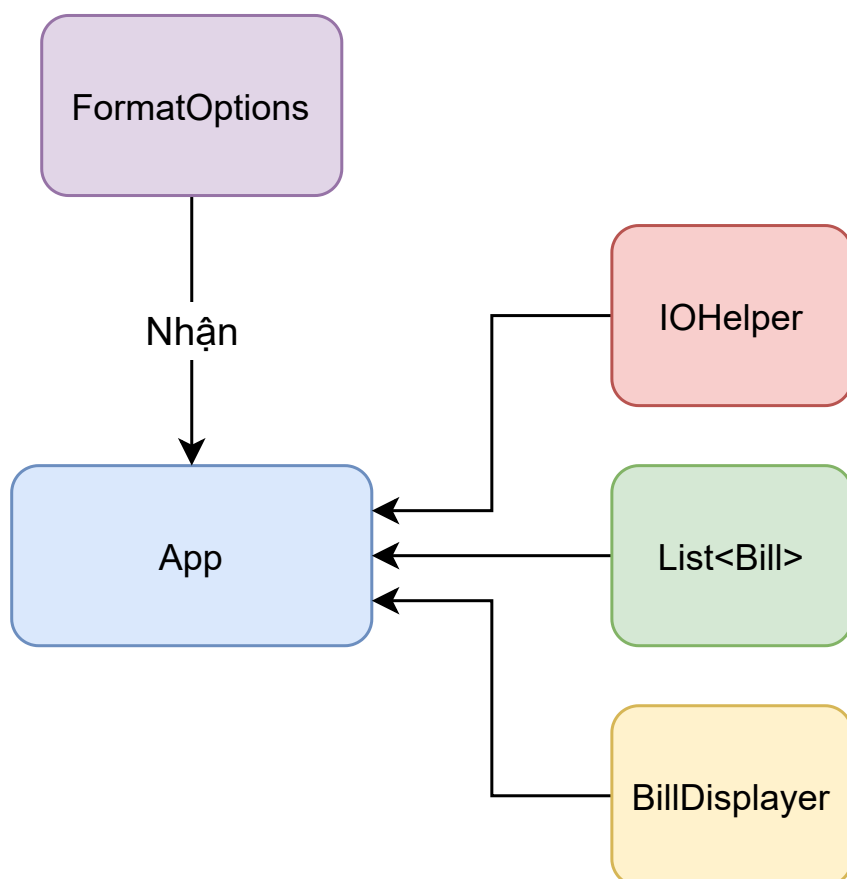 FormatOptions
Nhận
IOHelper
App
List<Bill>
BillDisplayer